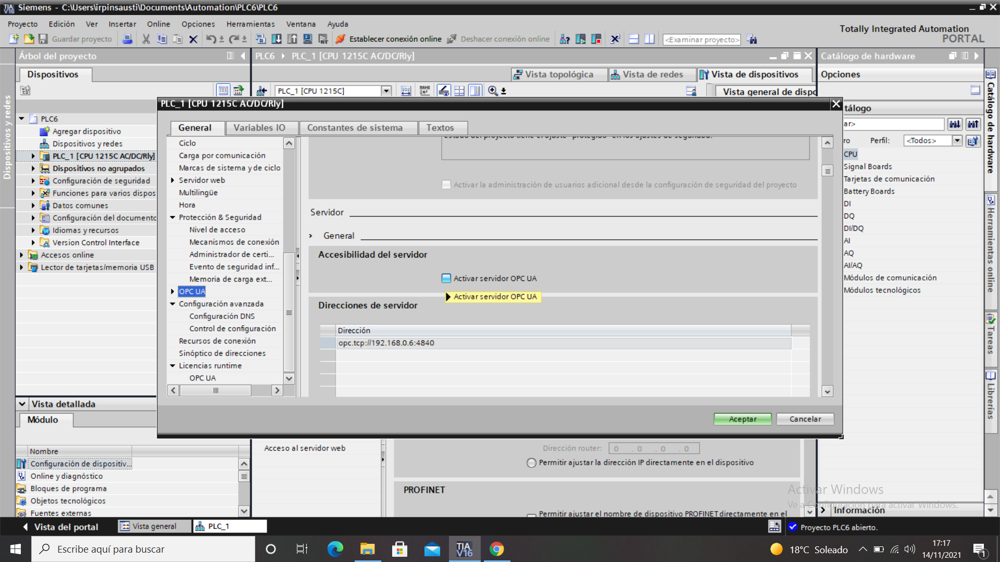 Siemens - C:\Users\irpinsausti\Documents\Automation\PLC6\PLC6
Proyecto Edición Ver Insertar Online Opciones Herramientas Ventana Ayuda
Totally Integrated Automation
PORTAL
Guardar proyecto
Establecer conexión online
Deshacer conexión online
<Examinar proyecto>
Árbol del proyecto
PLC6 PLC_1 [CPU 1215C AC/DC/Rly]
Catálogo de hardware
Dispositivos
Vista topológica
Vista de redes
Vista de dispositivos
Opciones
PLC_1 [CPU 1215C]
Vista general de dispo
Dispositivos y redes
PLC6
Agregar dispositivo
Dispositivos y redes
PLC_1 [CPU 1215C AC/DC/Rly]
Dispositivos no agrupados
Configuración de seguridad
Funciones para varios dispos
Datos comunes
Configuración del documento
Idiomas y recursos
Version Control Interface
Accesos online
Lector de tarjetas/memoria USB
PLC_1 [CPU 1215C AC/DC/Rly]
General
Variables IO
Constantes de sistema
Textos
Ciclo
Carga por comunicación
Marcas de sistema y de ciclo
Servidor web
Multilingüe
Hora
Protección & Seguridad
Nivel de acceso
Mecanismos de conexión
Administrador de certi...
Evento de seguridad inf...
Memoria de carga ext...
OPC UA
Configuración avanzada
Configuración DNS
Control de configuración
Recursos de conexión
Sinóptico de direcciones
Licencias runtime
OPC UA
estado del proyecto tiene el ajuste "protegido" en los ajustes de seguridad.
Activar la administración de usuarios adicional desde la configuración de seguridad del proyecto
Servidor
General
Accesibilidad del servidor
Activar servidor OPC UA
Activar servidor OPC UA
Direcciones de servidor
Dirección
opc.tcp://192.168.0.6:4840
Aceptar
Cancelar
tálogo
ar>
ro
Perfil:
<Todos>
CPU
Signal Boards
Tarjetas de comunicación
Battery Boards
DI
DQ
DI/DQ
AI
AQ
AI/AQ
Módulos de comunicación
Módulos tecnológicos
Catálogo de hardware
Herramientas online
Tareas
Librerías
Vista detallada
Módulo
Nombre
Configuración de dispositiv...
Online y diagnóstico
Bloques de programa
Objetos tecnológicos
Fuentes externas
Acceso al servidor web
Dirección router:
0 . 0 . 0 . 0
Permitir ajustar la dirección IP directamente en el dispositivo
PROFINET
Permitir ajustar el nombre de dispositivo PROFINET directamente en el
Activar Windows
Ve a Configuración para activar Windows.
Información
Vista del portal
Vista general
PLC_1
Proyecto PLC6 abierto.
Escribe aquí para buscar
TIA
V16
18°C Soleado
17:17
14/11/2021
1